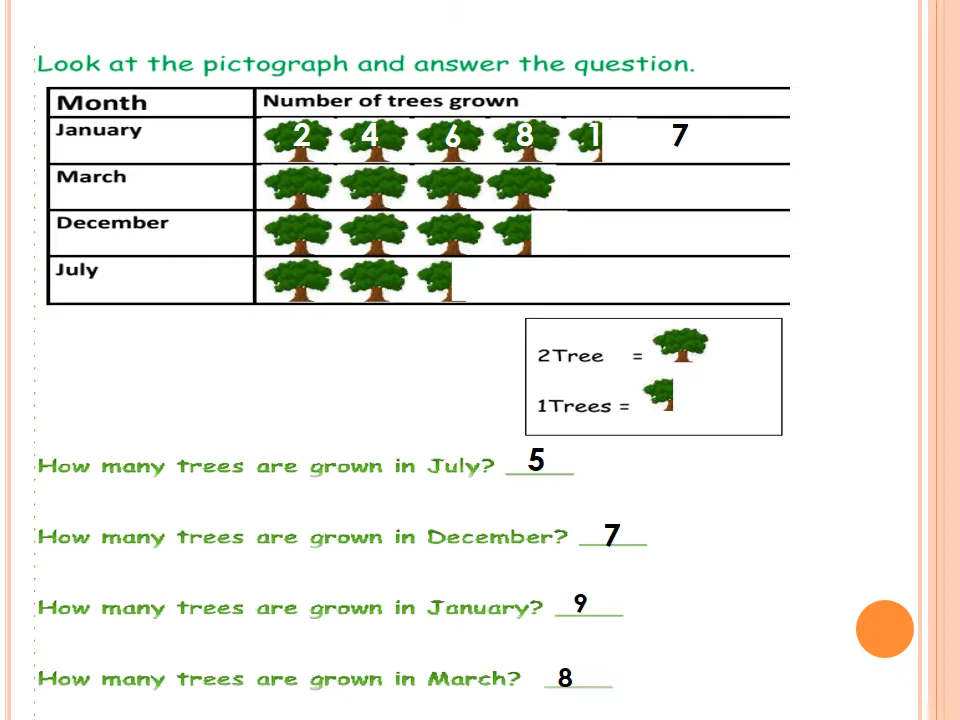 Look at the pictograph and answer the question.
Month Number of trees grown
January 2 4 6 8 1 7
March
December
July
2Tree =
1Trees =
How many trees are grown in July? 5
How many trees are grown in December? 7
How many trees are grown in January? 9
How many trees are grown in March? 8